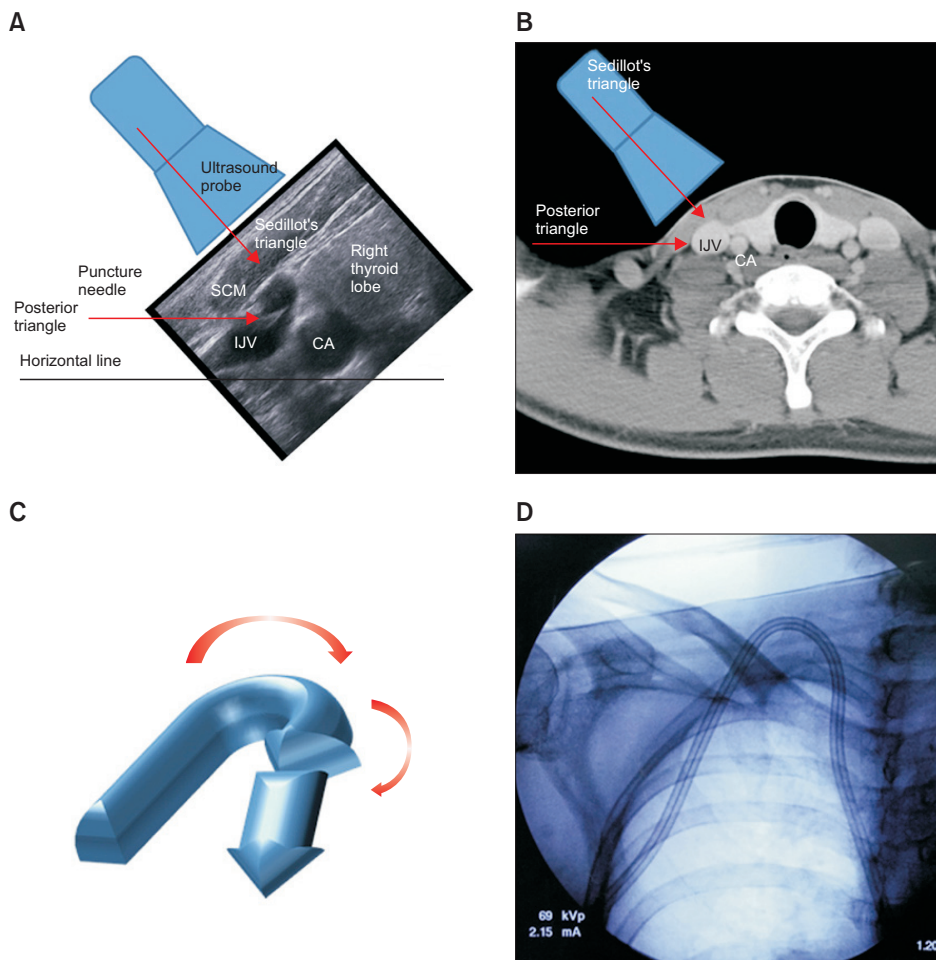 A
Ultrasound
probe
Sedillot's
triangle
Right
thyroid
lobe
Puncture
needle
SCM
Posterior
triangle
IJV
CA
Horizontal line
B
Sedillot's
triangle
Posterior
triangle
IJV
CA
C
D
69 kVp
2.15 mA
1.20